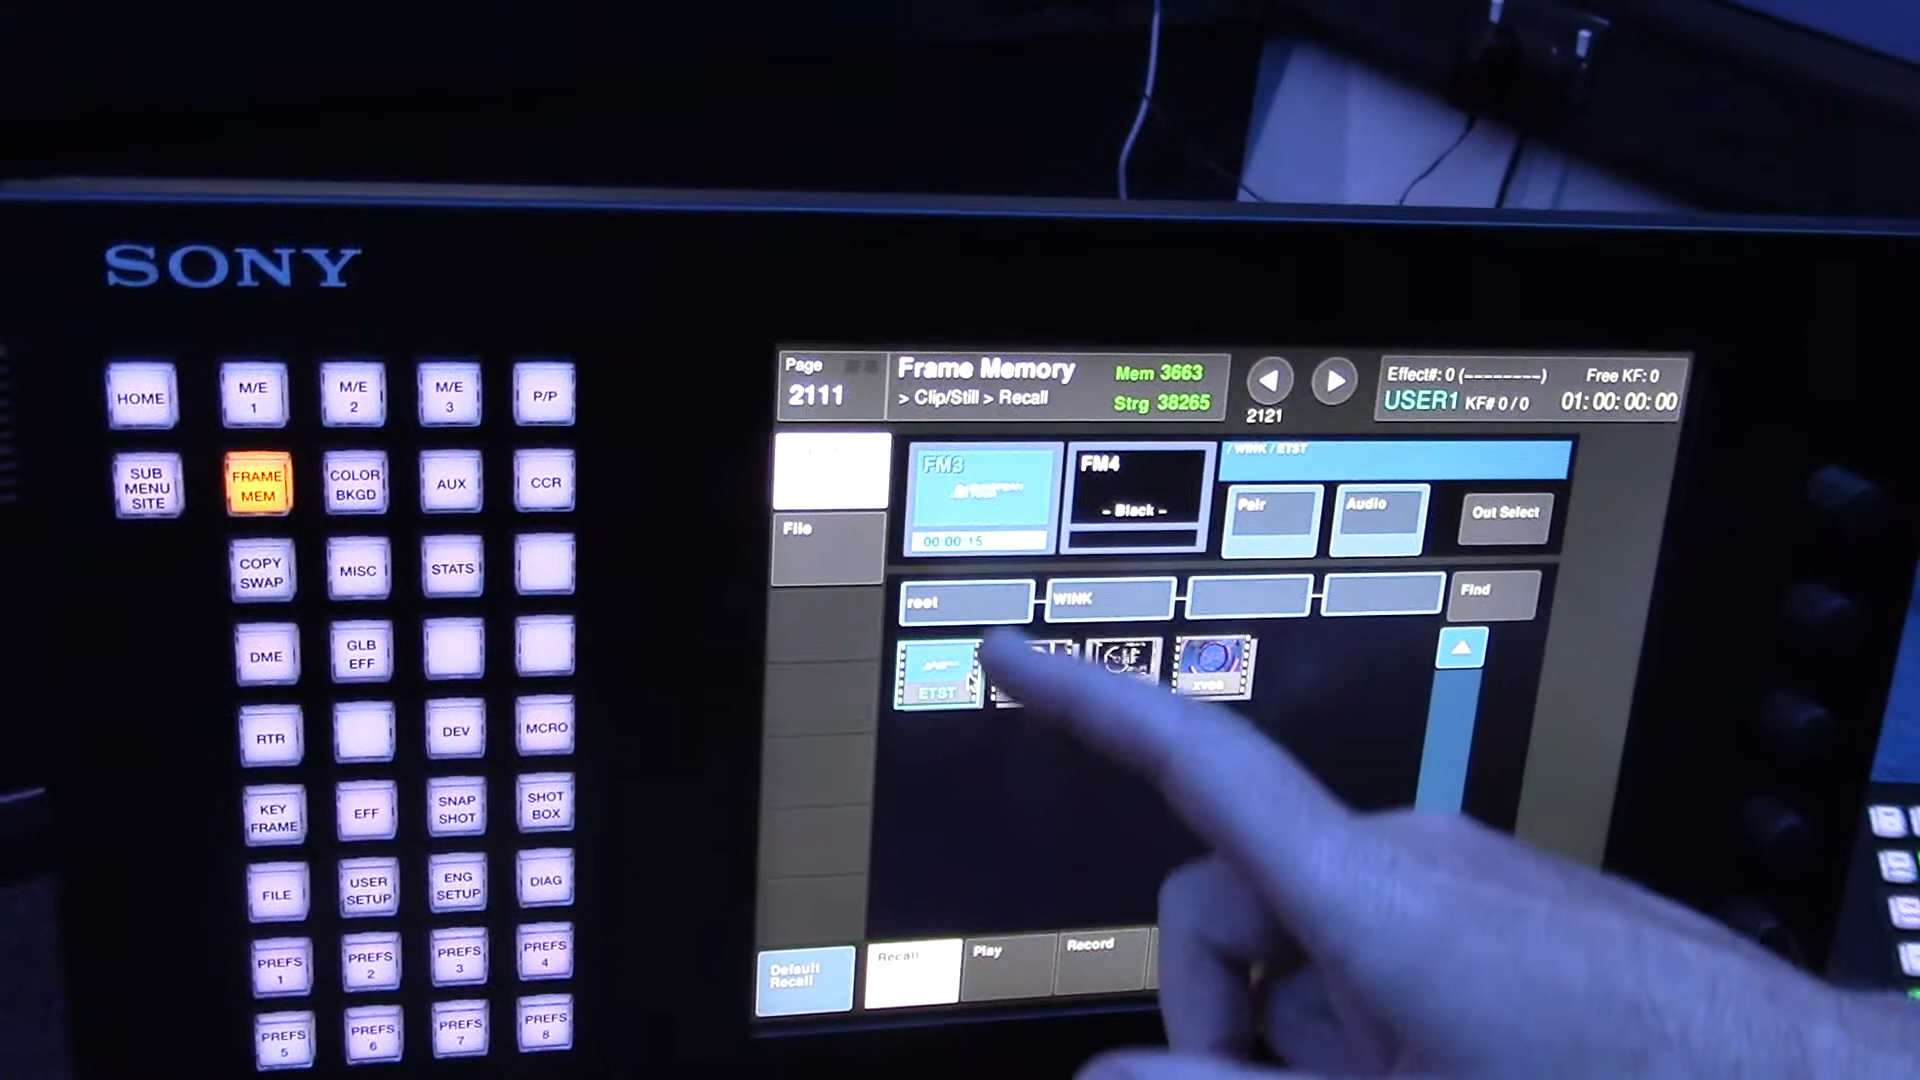 SONY
HOME
M/E
1
M/E
2
M/E
3
P/P
SUB
MENU
SITE
FRAME
MEM
COLOR
BKGD
AUX
CCR
COPY
SWAP
MISC
STATS
DME
GLB
EFF
RTR
DEV
MCRO
KEY
FRAME
EFF
SNAP
SHOT
SHOT
BOX
FILE
USER
SETUP
ENG
SETUP
DIAG
PREFS
1
PREFS
2
PREFS
3
PREFS
4
PREFS
5
PREFS
6
PREFS
7
PREFS
8
Page
2111
Frame Memory
> Clip/Still > Recall
Mem 3663
Strg 38265
2121
Effect#: 0 (--------)
Free KF: 0
USER1 KF# 0 / 0
01: 00: 00: 00
File
FM3
00 00 15
FM4
- Black -
/ WINK / ETST
Pair
Audio
Out Select
root
WINK
Find
ETST
Default
Recall
Recall
Play
Record